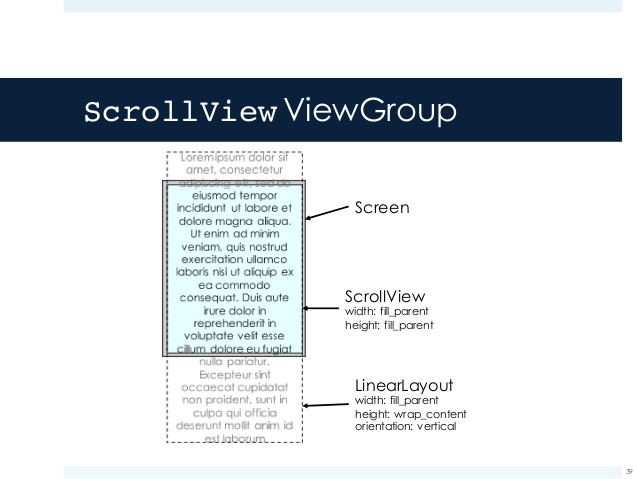 ScrollView ViewGroup
Loremipsum dolor sit
amet, consectetur
adipiscing elit, sed do
eiusmod tempor
incididunt ut labore et
dolore magna aliqua.
Ut enim ad minim
veniam, quis nostrud
exercitation ullamco
laboris nisi ut aliquip ex
ea commodo
consequat. Duis aute
irure dolor in
reprehenderit in
voluptate velit esse
cillum dolore eu fugiat
nulla pariatur.
Excepteur sint
occaecat cupidatat
non proident, sunt in
culpa qui officia
deserunt mollit anim id
est laborum.
Screen
ScrollView
width: fill_parent
height: fill_parent
LinearLayout
width: fill_parent
height: wrap_content
orientation: vertical
39